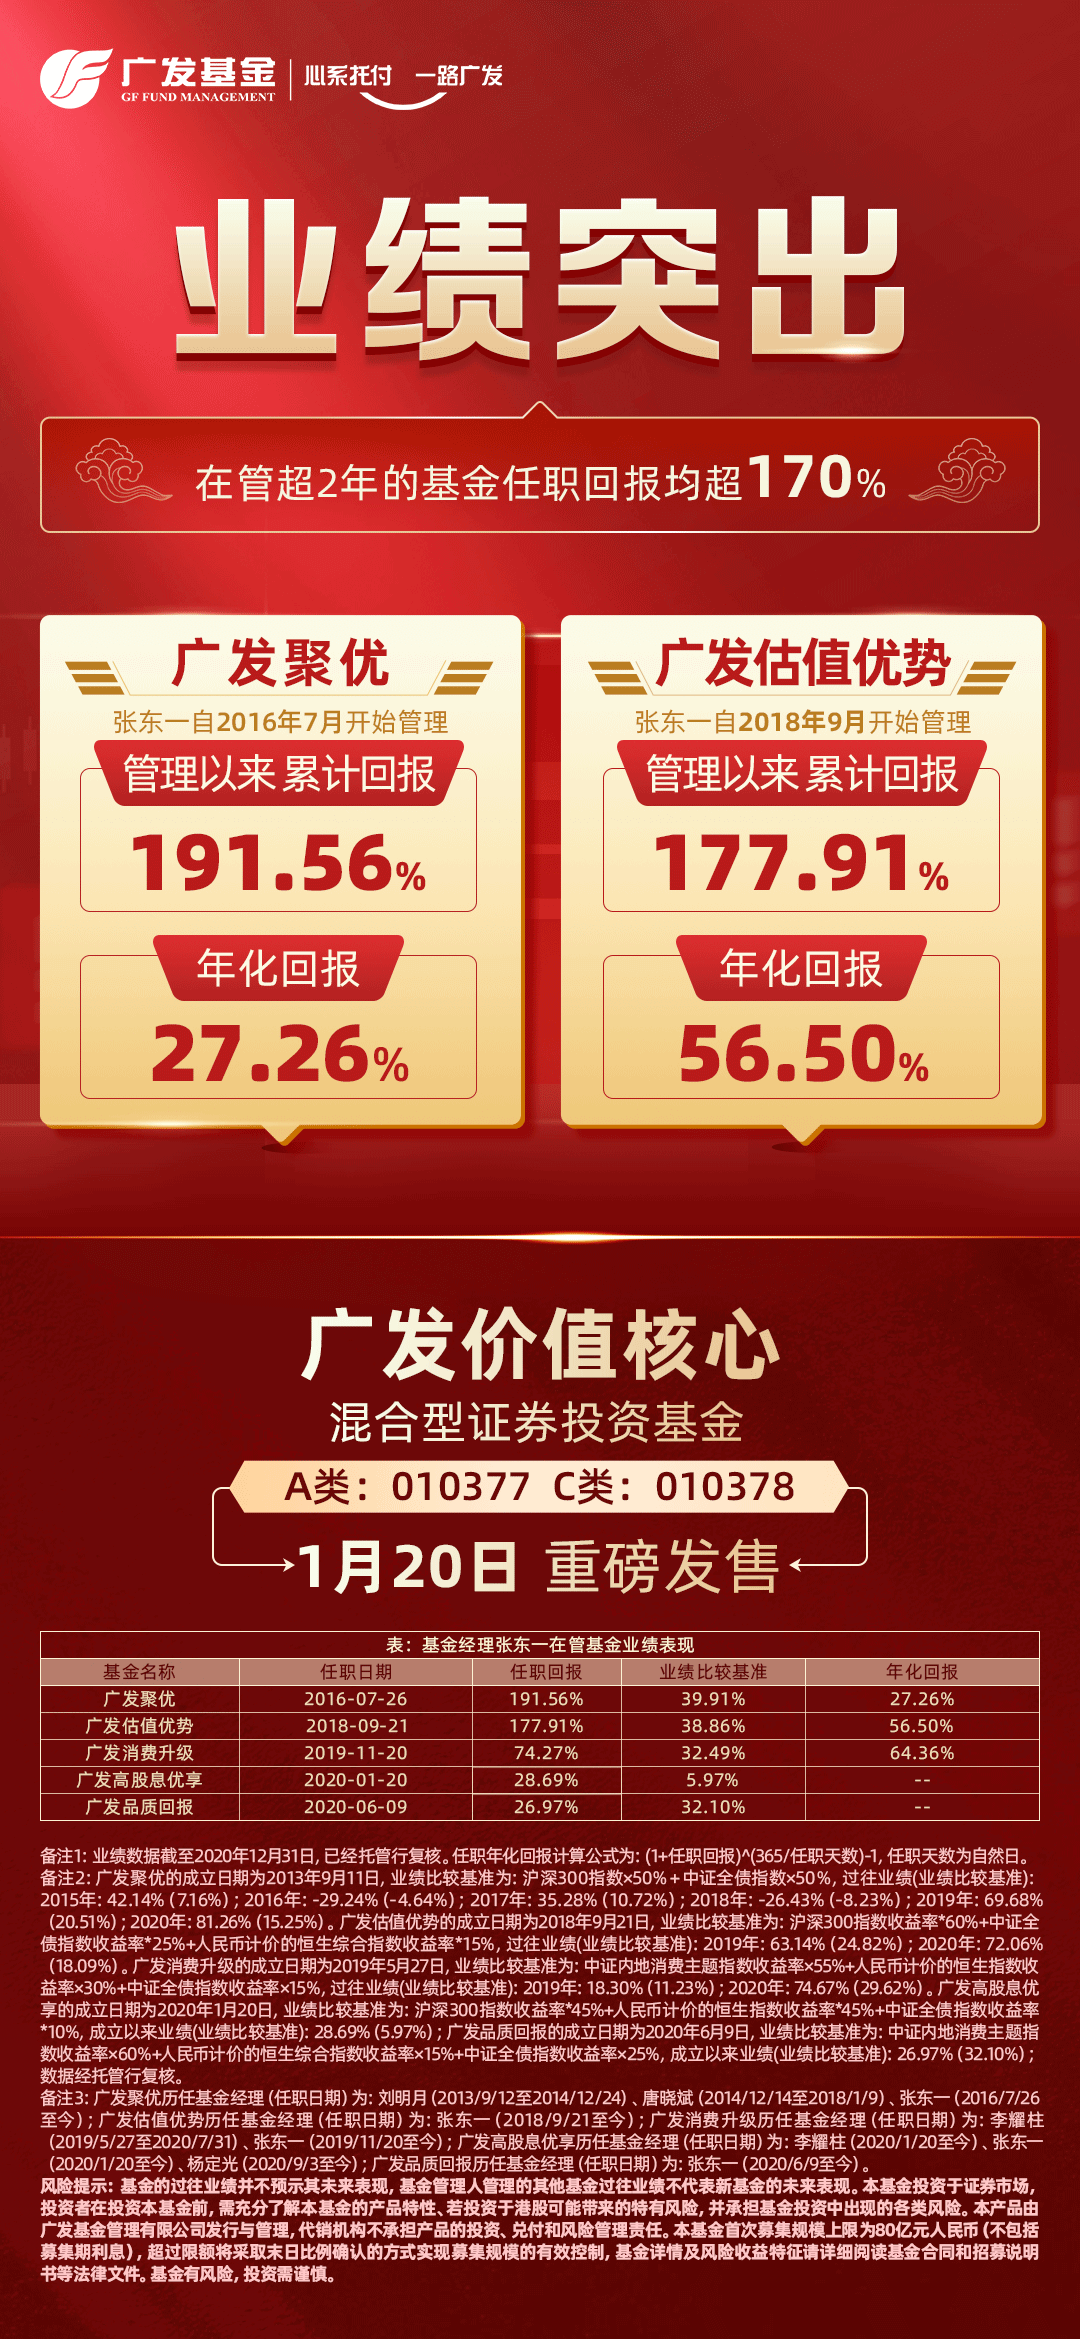 广发基金 心系托付 一路广发
GF FUND MANAGEMENT
业绩突出
在管超2年的基金任职回报均超170%
广发聚优
张东一自2016年7月开始管理
管理以来 累计回报
191.56%
年化回报
27.26%
广发估值优势
张东一自2018年9月开始管理
管理以来 累计回报
177.91%
年化回报
56.50%
广发价值核心
混合型证券投资基金
A类：010377 C类：010378
1月20日 重磅发售
表：基金经理张东一在管基金业绩表现
基金名称 任职日期 任职回报 业绩比较基准 年化回报
广发聚优 2016-07-26 191.56% 39.91% 27.26%
广发估值优势 2018-09-21 177.91% 38.86% 56.50%
广发消费升级 2019-11-20 74.27% 32.49% 64.36%
广发高股息优享 2020-01-20 28.69% 5.97% --
广发品质回报 2020-06-09 26.97% 32.10% --
备注1：业绩数据截至2020年12月31日，已经托管行复核。任职年化回报计算公式为：(1+任职回报)^(365/任职天数)-1，任职天数为自然日。
备注2：广发聚优的成立日期为2013年9月11日，业绩比较基准为：沪深300指数×50%＋中证全债指数×50%，过往业绩(业绩比较基准)：
2015年：42.14% (7.16%)；2016年：-29.24% (-4.64%)；2017年：35.28% (10.72%)；2018年：-26.43% (-8.23%)；2019年：69.68%
(20.51%)；2020年：81.26% (15.25%)。广发估值优势的成立日期为2018年9月21日，业绩比较基准为：沪深300指数收益率*60%+中证全
债指数收益率*25%+人民币计价的恒生综合指数收益率*15%，过往业绩(业绩比较基准)：2019年：63.14% (24.82%)；2020年：72.06%
(18.09%)。广发消费升级的成立日期为2019年5月27日，业绩比较基准为：中证内地消费主题指数收益率×55%+人民币计价的恒生指数收
益率×30%+中证全债指数收益率×15%，过往业绩(业绩比较基准)：2019年：18.30% (11.23%)；2020年：74.67% (29.62%)。广发高股息优
享的成立日期为2020年1月20日，业绩比较基准为：沪深300指数收益率*45%+人民币计价的恒生指数收益率*45%+中证全债指数收益率
*10%，成立以来业绩(业绩比较基准)：28.69% (5.97%)；广发品质回报的成立日期为2020年6月9日，业绩比较基准为：中证内地消费主题指
数收益率×60%+人民币计价的恒生综合指数收益率×15%+中证全债指数收益率×25%，成立以来业绩(业绩比较基准)：26.97% (32.10%)；
数据经托管行复核。
备注3：广发聚优历任基金经理（任职日期）为：刘明月（2013/9/12至2014/12/24）、唐晓斌（2014/12/14至2018/1/9）、张东一（2016/7/26
至今）；广发估值优势历任基金经理（任职日期）为：张东一（2018/9/21至今）；广发消费升级历任基金经理（任职日期）为：李耀柱
（2019/5/27至2020/7/31）、张东一（2019/11/20至今）；广发高股息优享历任基金经理（任职日期）为：李耀柱（2020/1/20至今）、张东一
（2020/1/20至今）、杨定光（2020/9/3至今）；广发品质回报历任基金经理（任职日期）为：张东一（2020/6/9至今）。
风险提示：基金的过往业绩并不预示其未来表现，基金管理人管理的其他基金过往业绩不代表新基金的未来表现。本基金投资于证券市场，
投资者在投资本基金前，需充分了解本基金的产品特性、若投资于港股可能带来的特有风险，并承担基金投资中出现的各类风险。本产品由
广发基金管理有限公司发行与管理，代销机构不承担产品的投资、兑付和风险管理责任。本基金首次募集规模上限为80亿元人民币（不包括
募集期利息），超过限额将采取末日比例确认的方式实现募集规模的有效控制，基金详情及风险收益特征请详细阅读基金合同和招募说明
书等法律文件。基金有风险，投资需谨慎。